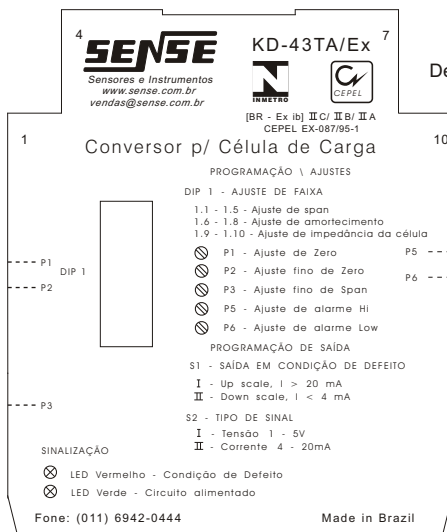 4
SENSE
Sensores e Instrumentos
www.sense.com.br
vendas@sense.com.br
KD-43TA/Ex
7
INMETRO
CEPEL
[BR - Ex ib] IIC/ IIB/ IIA
CEPEL EX-087/95-1
De
1
10
Conversor p/ Célula de Carga
PROGRAMAÇÃO \ AJUSTES
DIP 1 - AJUSTE DE FAIXA
1.1 - 1.5 - Ajuste de span
1.6 - 1.8 - Ajuste de amortecimento
1.9 - 1.10 - Ajuste de impedância da célula
P1 - Ajuste de Zero
P2 - Ajuste fino de Zero
P3 - Ajuste fino de Span
P5 - Ajuste de alarme Hi
P6 - Ajuste de alarme Low
P1
DIP 1
P2
P5
P6
PROGRAMAÇÃO DE SAÍDA
S1 - SAÍDA EM CONDIÇÃO DE DEFEITO
I - Up scale, I > 20 mA
II - Down scale, I < 4 mA
P3
S2 - TIPO DE SINAL
I - Tensão 1 - 5V
II - Corrente 4 - 20mA
SINALIZAÇÃO
LED Vermelho - Condição de Defeito
LED Verde - Circuito alimentado
Fone: (011) 6942-0444
Made in Brazil